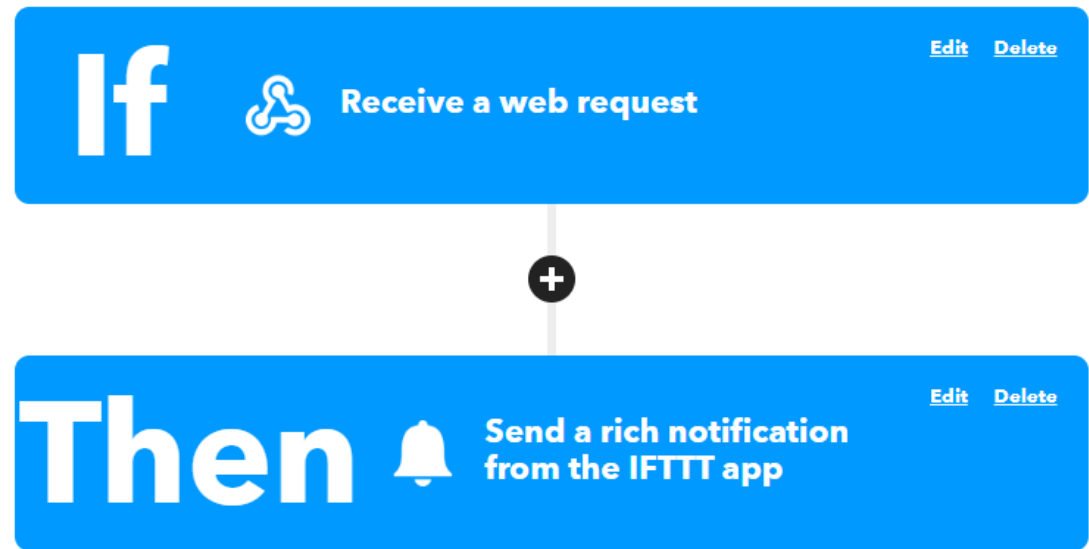 If
Receive a web request
Edit Delete
Then
Send a rich notification
from the IFTTT app
Edit Delete